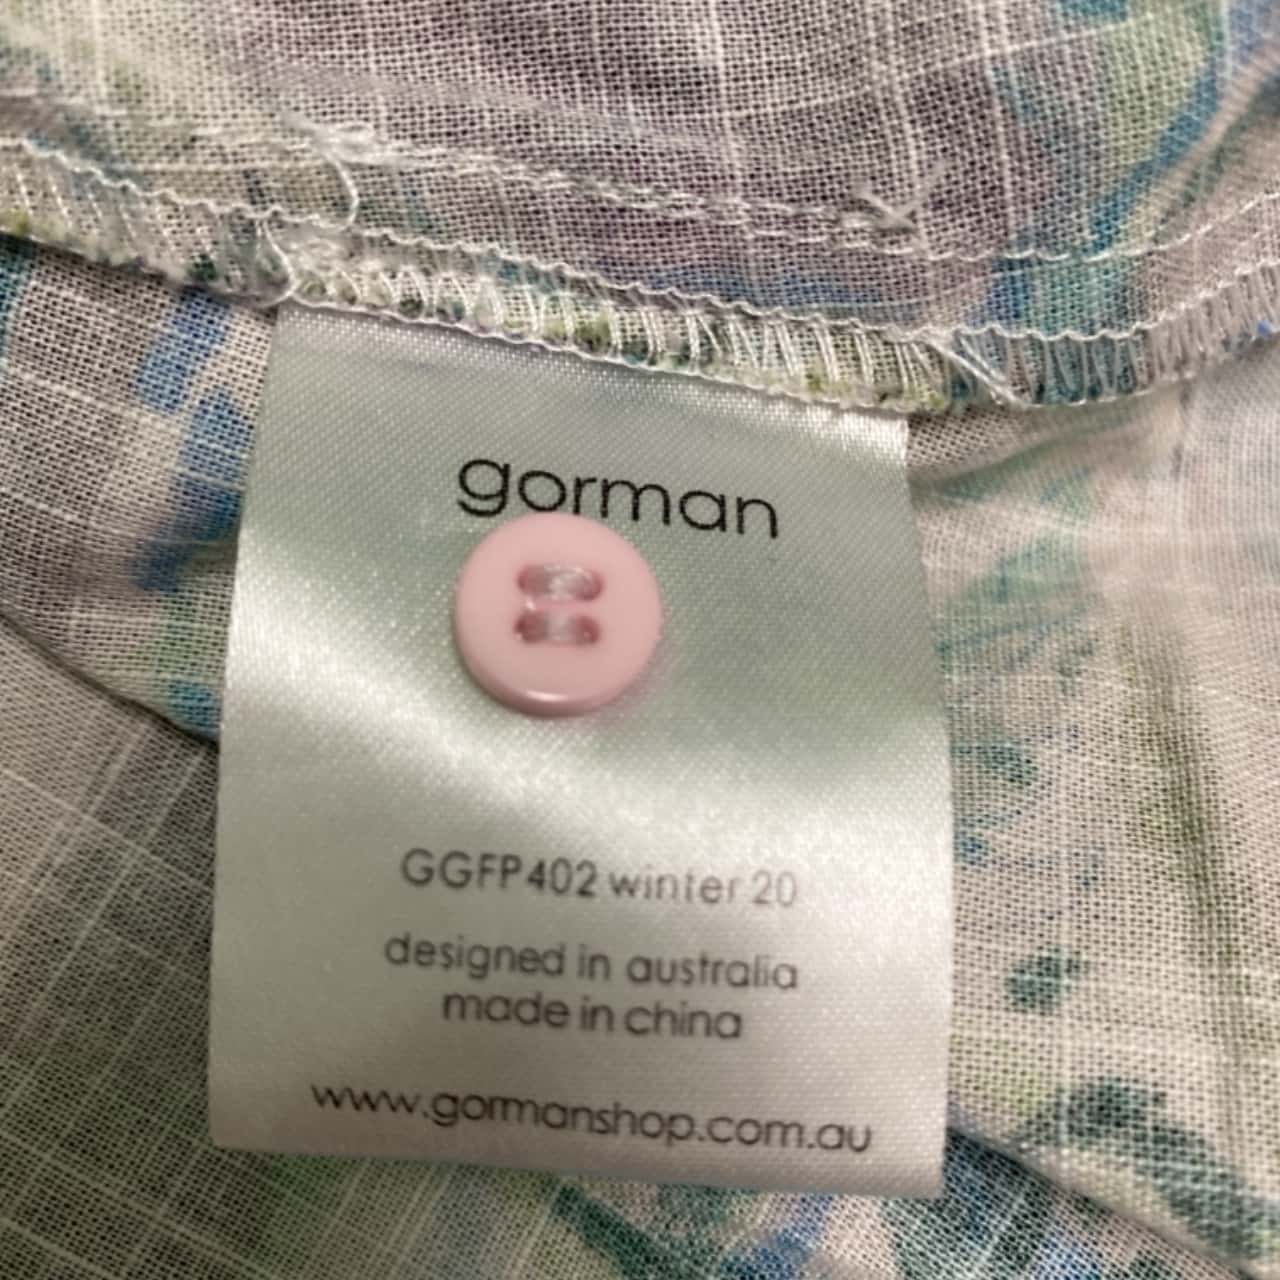 gorman
GGFP402 winter 20
designed in australia
made in china
www.gormanshop.com.au